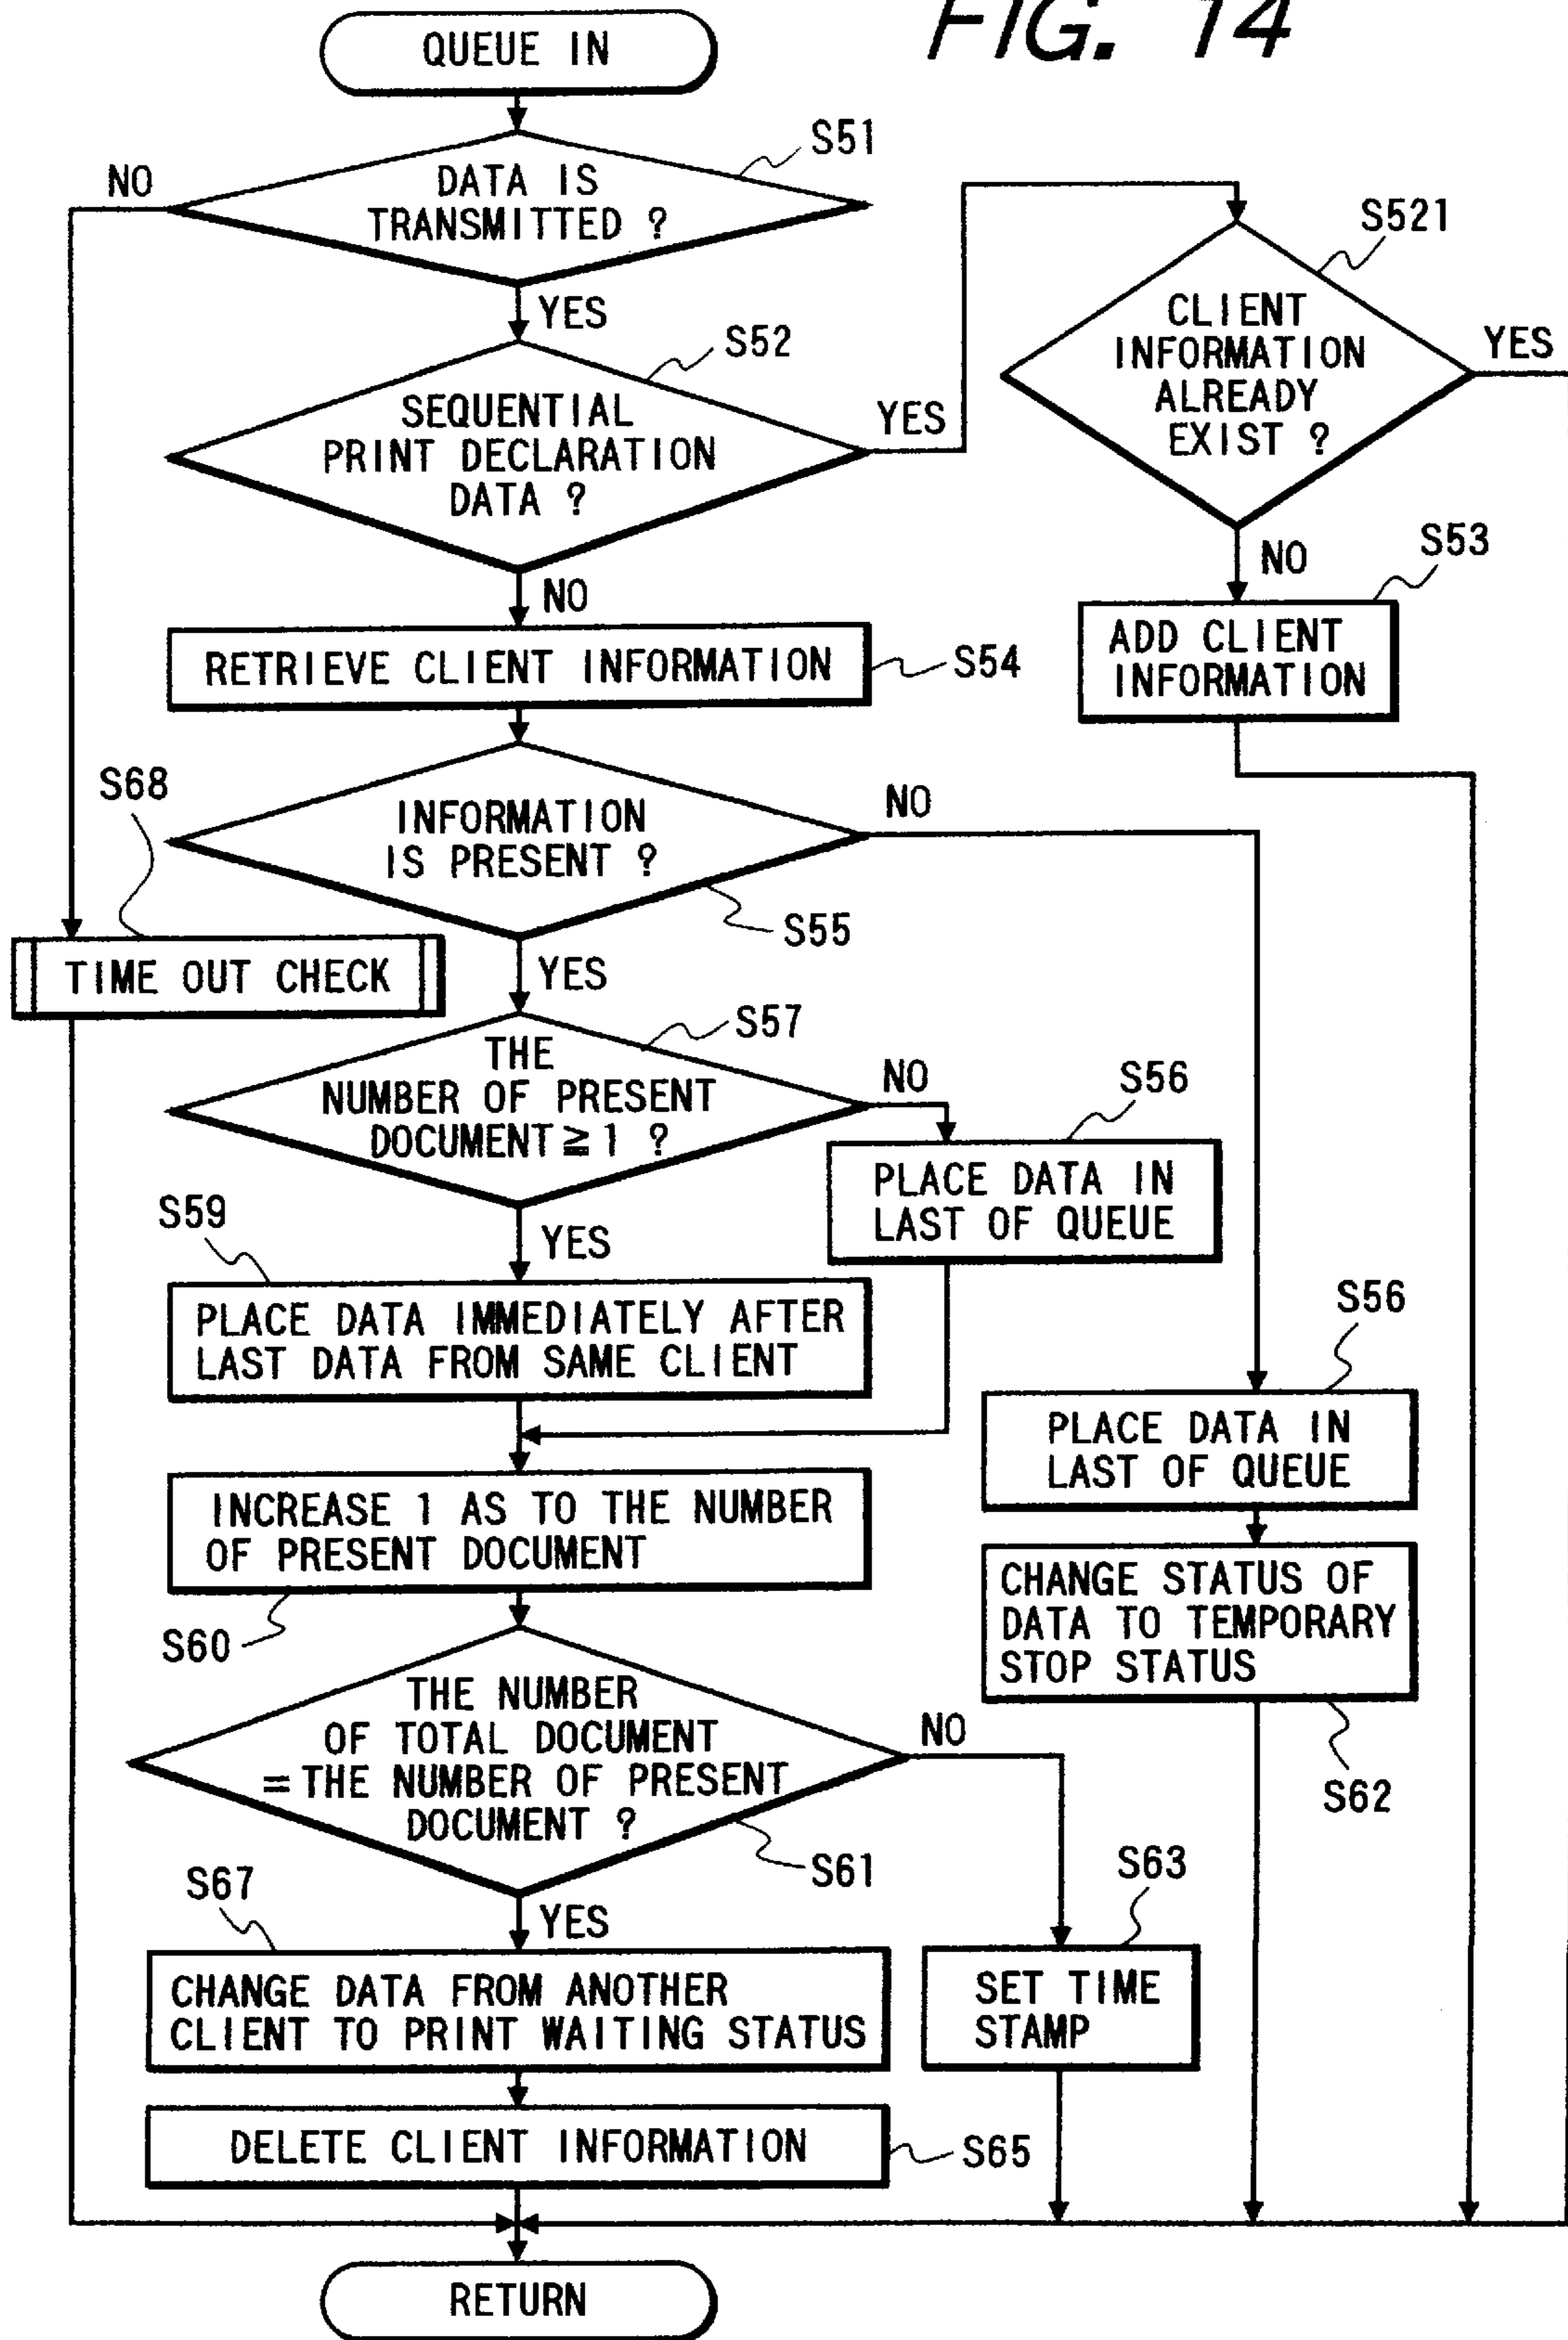 FIG. 14
QUEUE IN
S51
NO
DATA IS
TRANSMITTED ?
YES
S52
SEQUENTIAL
PRINT DECLARATION
DATA ?
YES
NO
S521
CLIENT
INFORMATION
ALREADY
EXIST ?
YES
NO
S53
ADD CLIENT
INFORMATION
RETRIEVE CLIENT INFORMATION
S54
S68
INFORMATION
IS PRESENT ?
NO
S55
YES
TIME OUT CHECK
S57
THE
NUMBER OF PRESENT
DOCUMENT ≧ 1 ?
NO
S56
PLACE DATA IN
LAST OF QUEUE
S59
YES
PLACE DATA IMMEDIATELY AFTER
LAST DATA FROM SAME CLIENT
S56
PLACE DATA IN
LAST OF QUEUE
INCREASE 1 AS TO THE NUMBER
OF PRESENT DOCUMENT
S60
CHANGE STATUS OF
DATA TO TEMPORARY
STOP STATUS
S62
THE NUMBER
OF TOTAL DOCUMENT
= THE NUMBER OF PRESENT
DOCUMENT ?
NO
S61
S67
YES
S63
CHANGE DATA FROM ANOTHER
CLIENT TO PRINT WAITING STATUS
SET TIME
STAMP
DELETE CLIENT INFORMATION
S65
RETURN